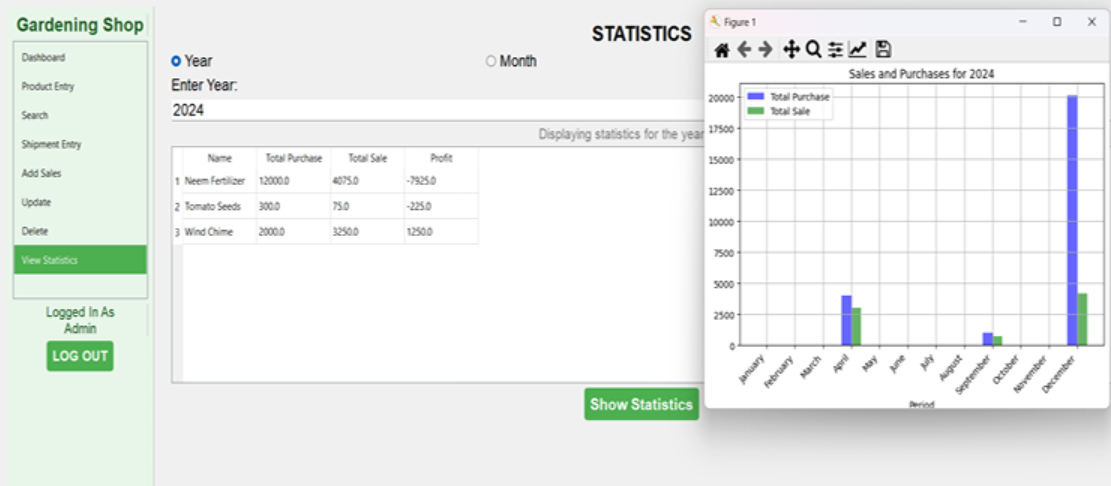 Gardening Shop
Dashboard
Product Entry
Search
Shipment Entry
Add Sales
Update
Delete
View Statistics
Logged In As
Admin
LOG OUT
STATISTICS
Year Month
Enter Year:
2024
Displaying statistics for the year
Name Total Purchase Total Sale Profit
1 Neem Fertilizer 12000.0 4075.0 -7925.0
2 Tomato Seeds 300.0 75.0 -225.0
3 Wind Chime 2000.0 3250.0 1250.0
Show Statistics
Figure 1
Sales and Purchases for 2024
Total Purchase
Total Sale
20000
17500
15000
12500
10000
7500
5000
2500
0
January February March April May June July August September October November December
Period